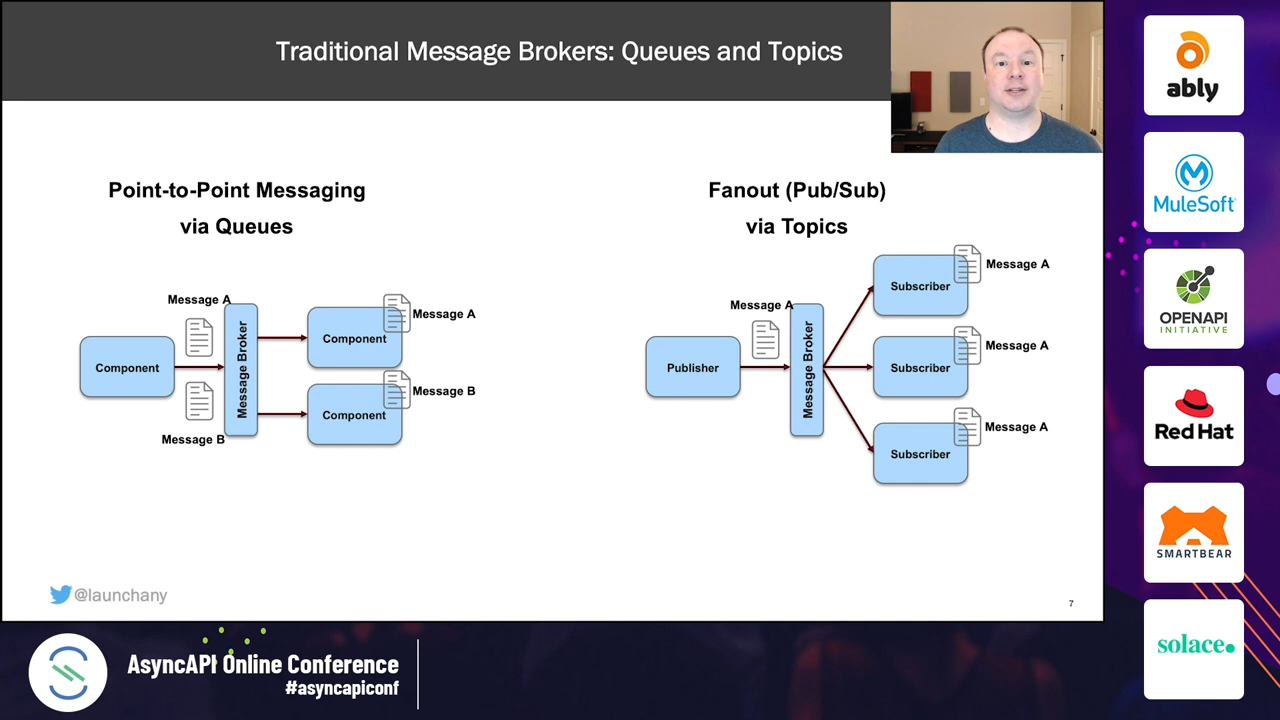 Traditional Message Brokers: Queues and Topics
Point-to-Point Messaging
via Queues
Message A
Message B
Component
Message Broker
Component
Message A
Component
Message B
Fanout (Pub/Sub)
via Topics
Message A
Publisher
Message Broker
Subscriber
Message A
Subscriber
Message A
Subscriber
Message A
@launchany
7
AsyncAPI Online Conference
#asyncapiconf
ably
MuleSoft
OPENAPI
INITIATIVE
Red Hat
SMARTBEAR
solace.